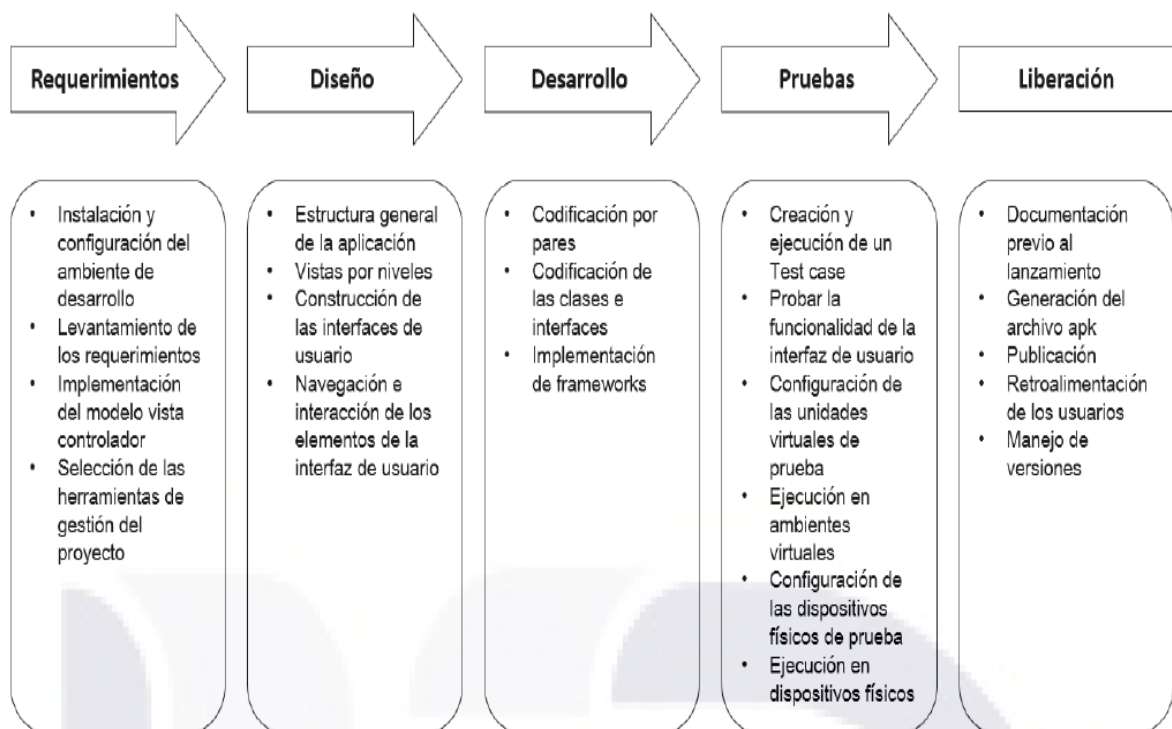 Requerimientos
Diseño
Desarrollo
Pruebas
Liberación
• Instalación y
configuración del
ambiente de
desarrollo
• Levantamiento de
los requerimientos
• Implementación
del modelo vista
controlador
• Selección de las
herramientas de
gestión del
proyecto
• Estructura general
de la aplicación
• Vistas por niveles
• Construcción de
las interfaces de
usuario
• Navegación e
interacción de los
elementos de la
interfaz de usuario
• Codificación por
pares
• Codificación de
las clases e
interfaces
• Implementación
de frameworks
• Creación y
ejecución de un
Test case
• Probar la
funcionalidad de la
interfaz de usuario
• Configuración de
las unidades
virtuales de
prueba
• Ejecución en
ambientes
virtuales
• Configuración de
las dispositivos
físicos de prueba
• Ejecución en
dispositivos físicos
• Documentación
previo al
lanzamiento
• Generación del
archivo apk
• Publicación
• Retroalimentación
de los usuarios
• Manejo de
versiones